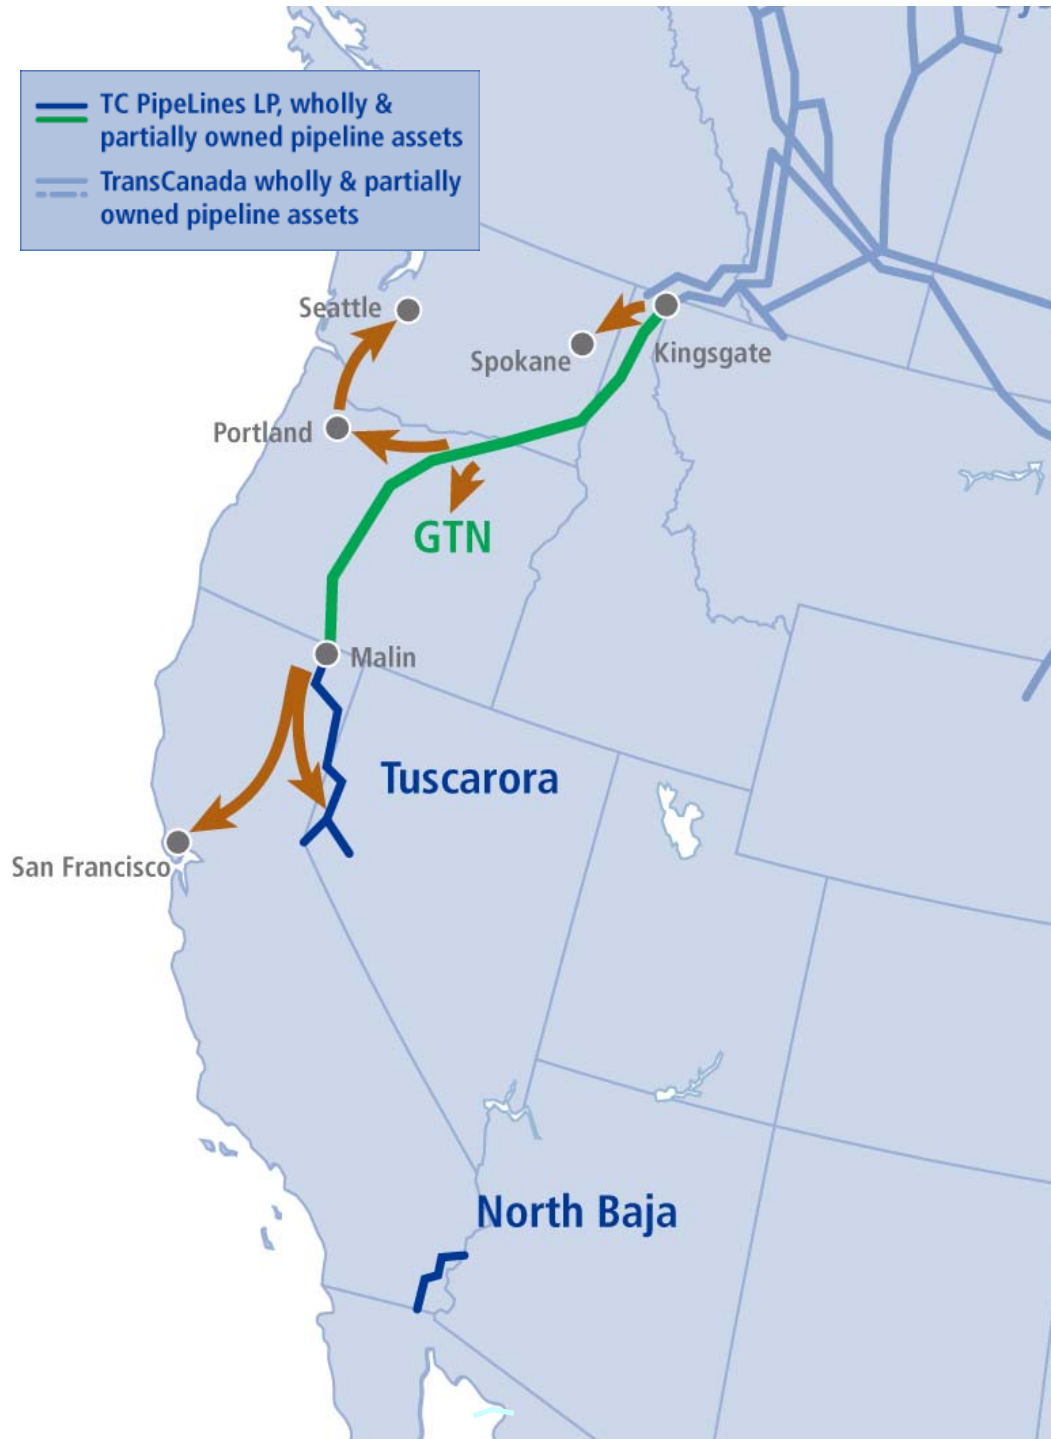 TC PipeLines LP, wholly &
partially owned pipeline assets
TransCanada wholly & partially
owned pipeline assets
Seattle
Spokane
Kingsgate
Portland
GTN
Malin
Tuscarora
San Francisco
North Baja